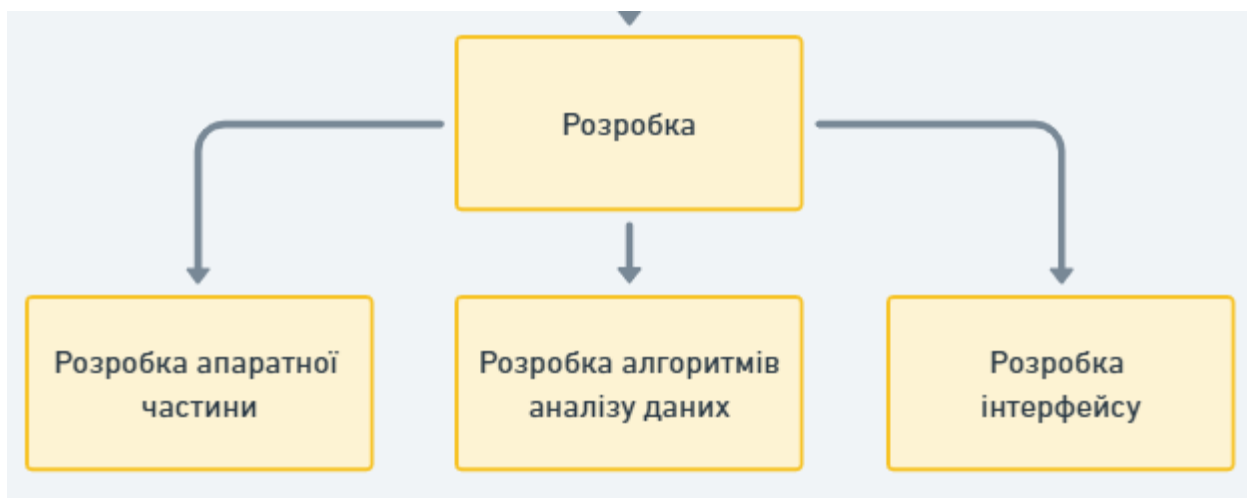 Розробка
Розробка апаратної
частини
Розробка алгоритмів
аналізу даних
Розробка
інтерфейсу